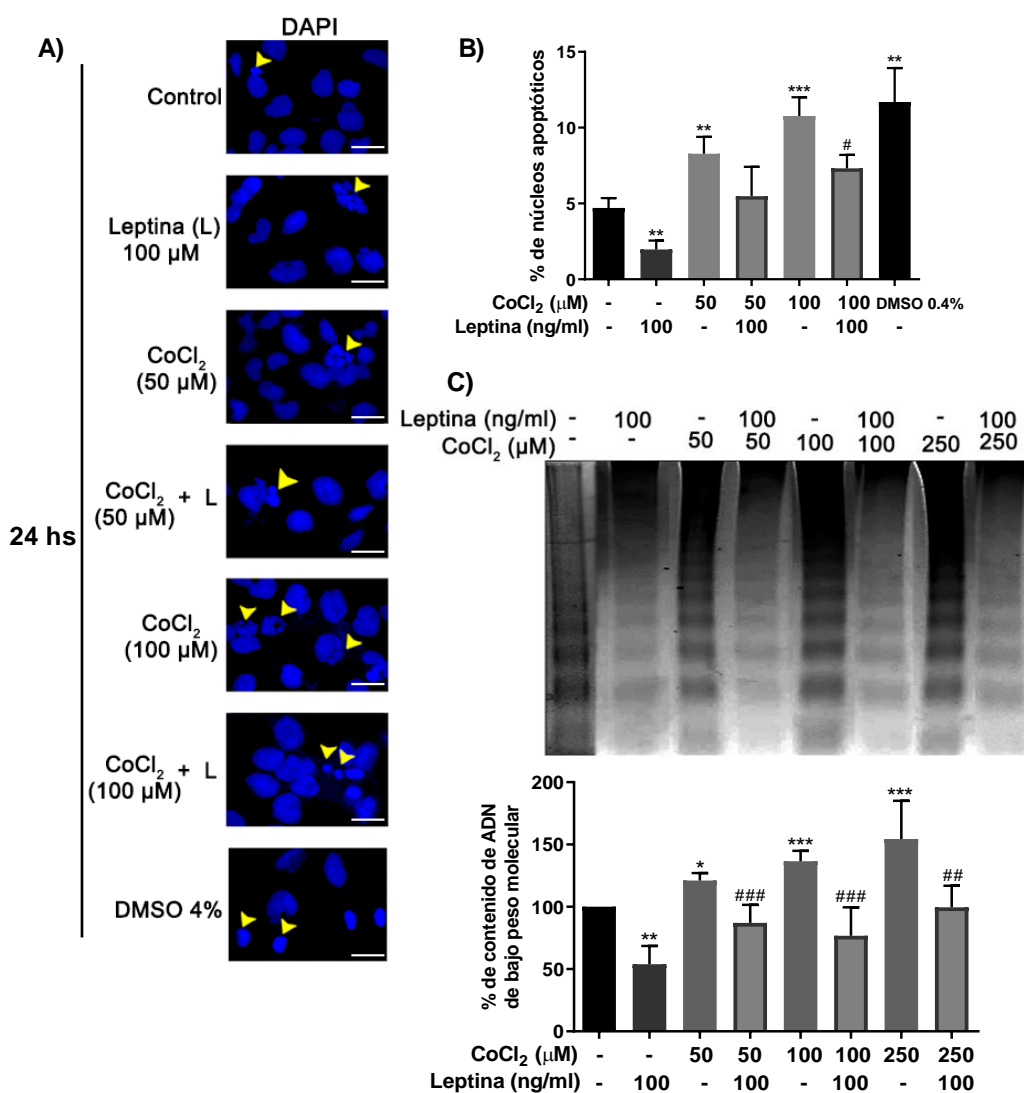 A)
DAPI
24 hs
Control
Leptina (L)
100 µM
CoCl2
(50 µM)
CoCl2 + L
(50 µM)
CoCl2
(100 µM)
CoCl2 + L
(100 µM)
DMSO 4%
B)
% de núcleos apoptóticos
15
10
5
0
** ** *** # **
CoCl2 (µM) - - 50 50 100 100 DMSO 0.4%
Leptina (ng/ml) - 100 - 100 - 100 -
C)
Leptina (ng/ml) - 100 - 100 - 100 - 100
CoCl2 (µM) - - 50 50 100 100 250 250
% de contenido de ADN
de bajo peso molecular
200
150
100
50
0
** * ### *** ### *** ##
CoCl2 (µM) - - 50 50 100 100 250 250
Leptina (ng/ml) - 100 - 100 - 100 - 100